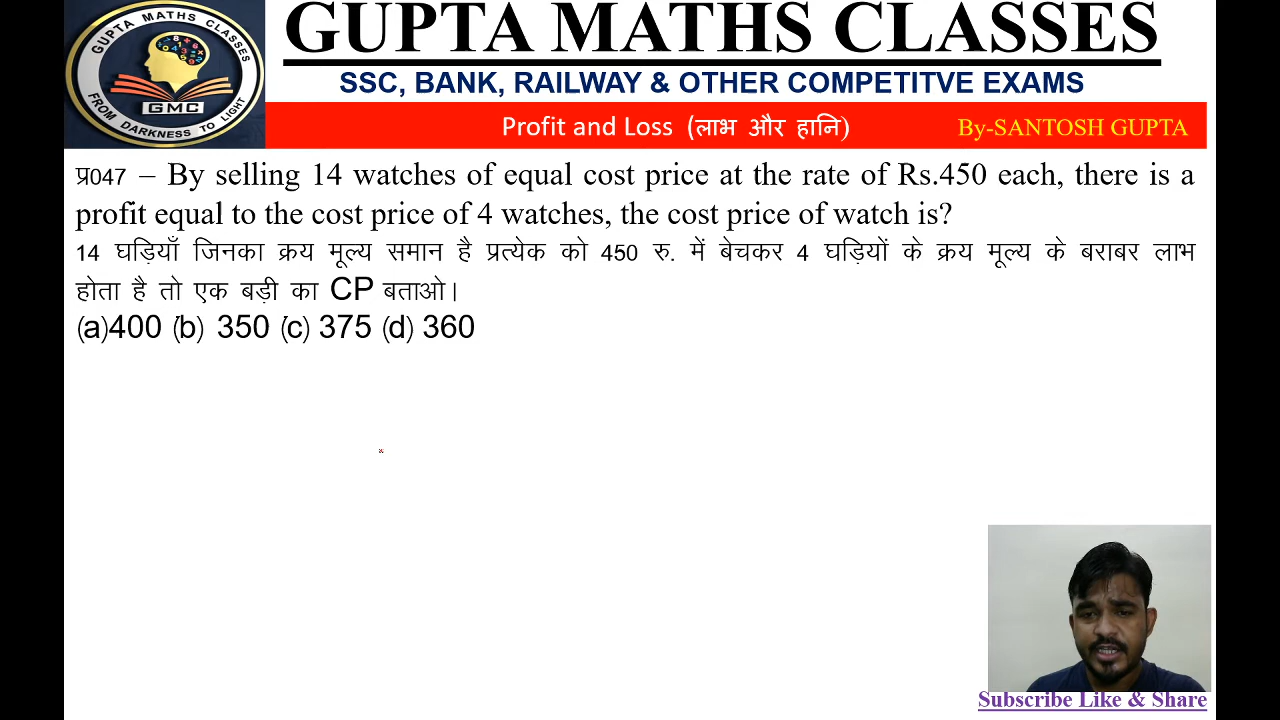 GUPTA MATHS CLASSES
FROM DARKNESS TO LIGHT
GMC
GUPTA MATHS CLASSES
SSC, BANK, RAILWAY & OTHER COMPETITVE EXAMS
Profit and Loss (लाभ और हानि) By-SANTOSH GUPTA
प्र047 – By selling 14 watches of equal cost price at the rate of Rs.450 each, there is a
profit equal to the cost price of 4 watches, the cost price of watch is?
14 घड़ियाँ जिनका क्रय मूल्य समान है प्रत्येक को 450 रु. में बेचकर 4 घड़ियों के क्रय मूल्य के बराबर लाभ
होता है तो एक बड़ी का CP बताओ।
(a)400 (b) 350 (c) 375 (d) 360
Subscribe Like & Share